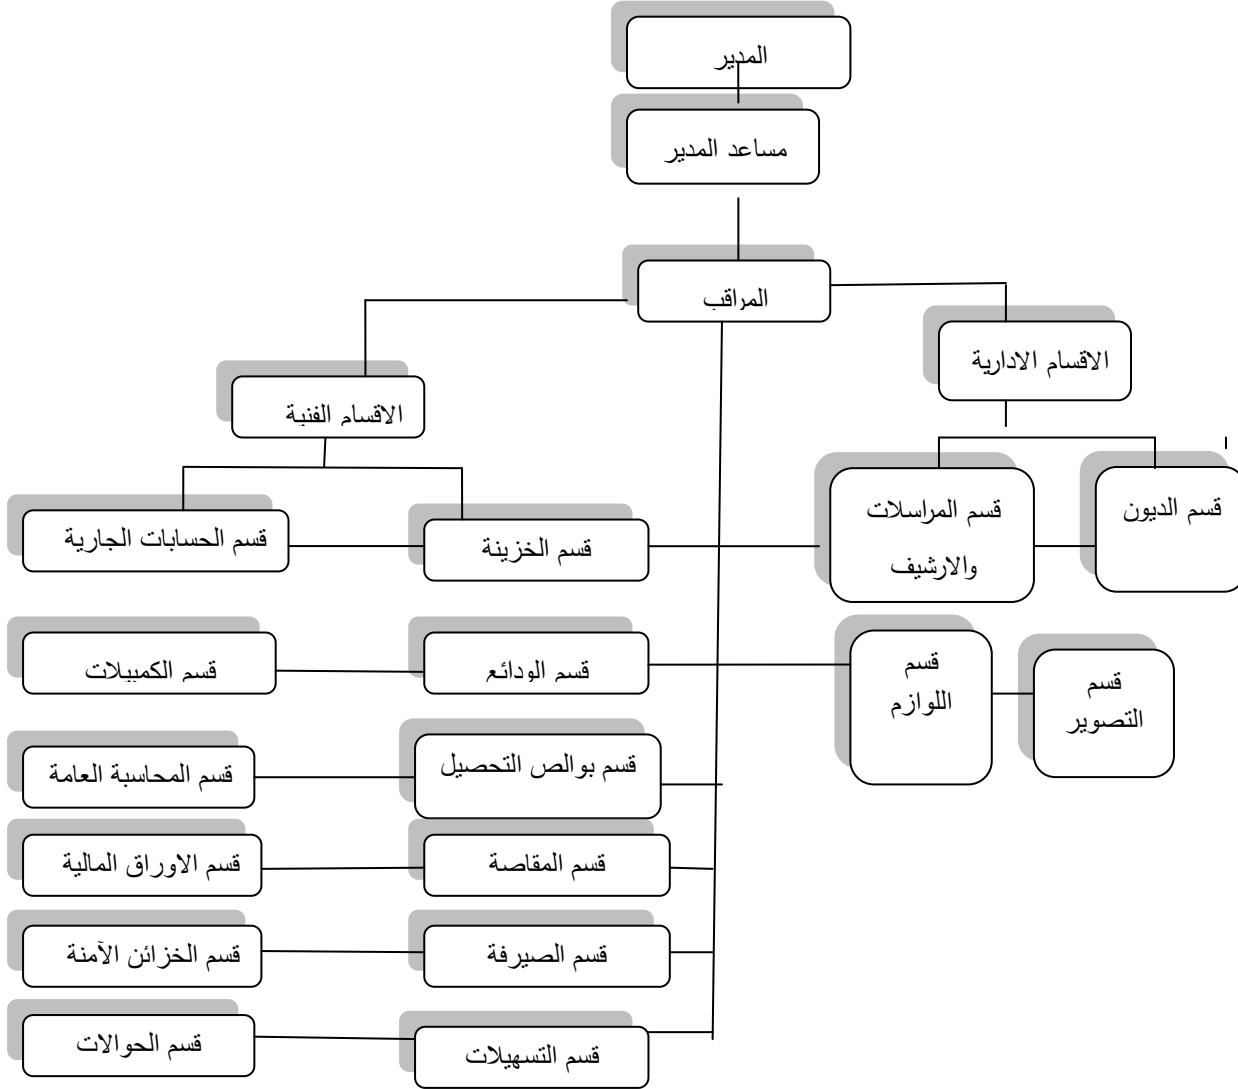 المدير
مساعد المدير
المراقب
الاقسام الادارية
الاقسام الفنية
قسم الديون
قسم المراسلات
والارشيف
قسم الخزينة
قسم الحسابات الجارية
قسم
التصوير
قسم
اللوازم
قسم الودائع
قسم الكمبيلات
قسم بوالص التحصيل
قسم المحاسبة العامة
قسم المقاصة
قسم الاوراق المالية
قسم الصيرفة
قسم الخزائن الآمنة
قسم التسهيلات
قسم الحوالات